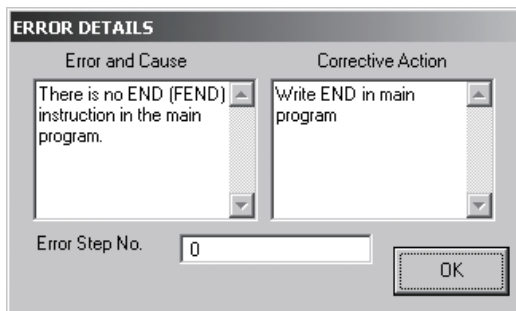 ERROR DETAILS
Error and Cause
Corrective Action
There is no END (FEND)
instruction in the main
program.
Write END in main
program
Error Step No.
0
OK